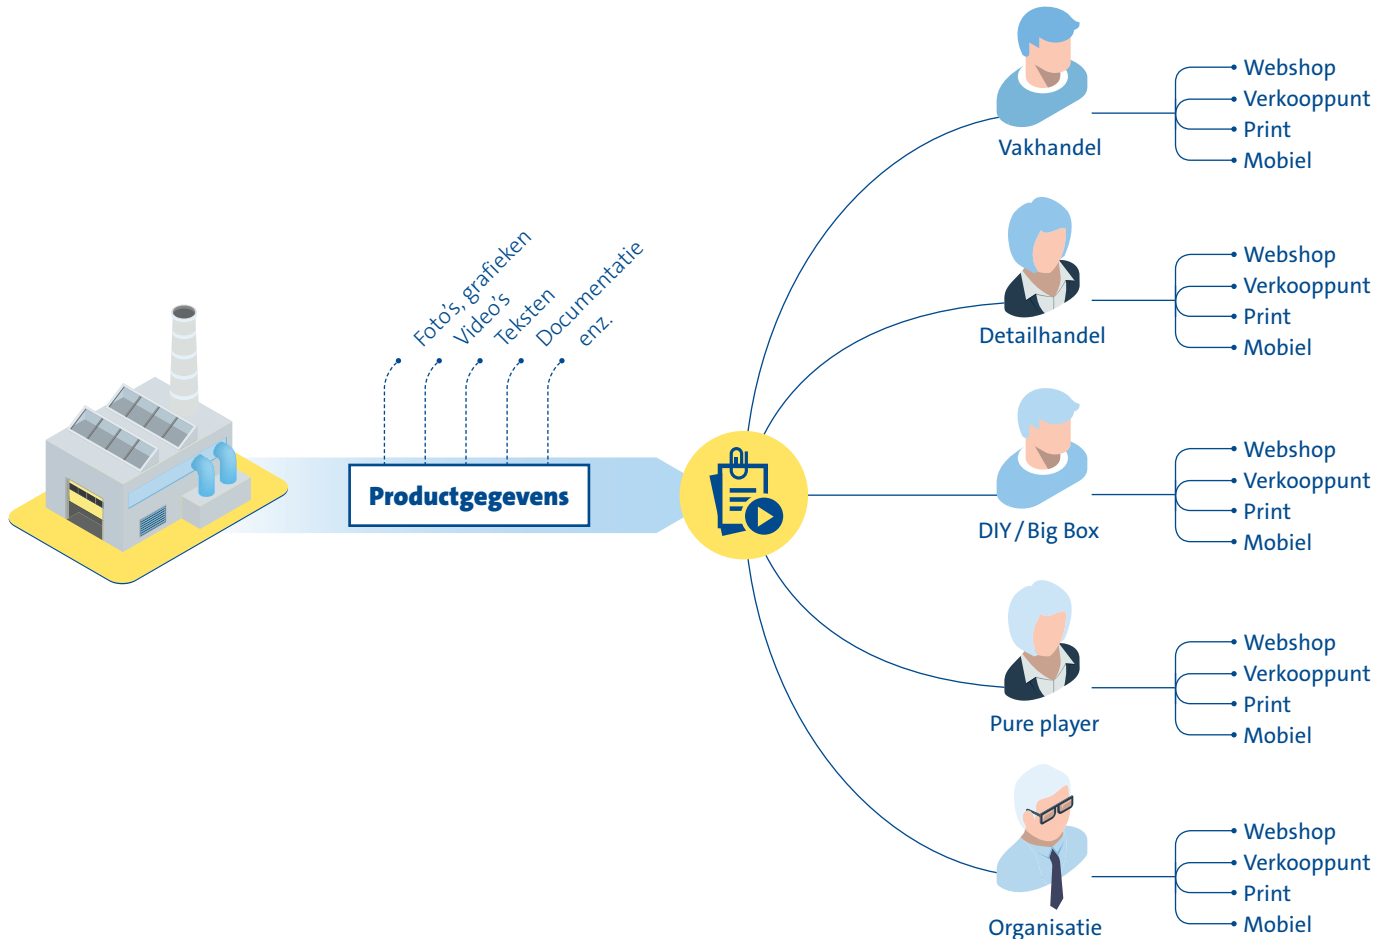 Foto's, grafieken
Video's
Teksten
Documentatie
enz.
Productgegevens
Vakhandel
Webshop
Verkooppunt
Print
Mobiel
Detailhandel
Webshop
Verkooppunt
Print
Mobiel
DIY / Big Box
Webshop
Verkooppunt
Print
Mobiel
Pure player
Webshop
Verkooppunt
Print
Mobiel
Organisatie
Webshop
Verkooppunt
Print
Mobiel